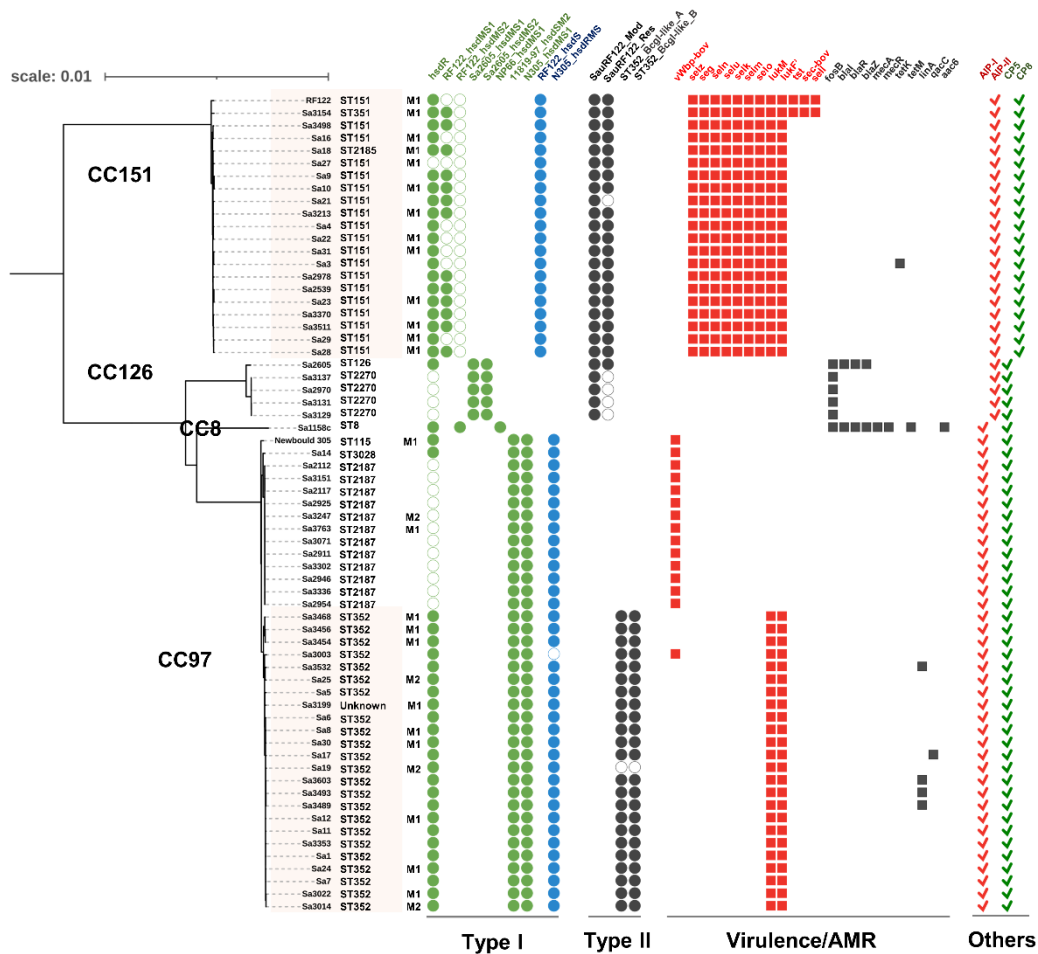 scale: 0.01
hsdR
RF122_hsdMS1
RF122_hsdMS2
Sa2605_hsdMS1
Sa2605_hsdMS2
NP66_hsdMS1
11819-97_hsdSM2
N305_hsdMS1
RF122_hsdS
N305_hsdRMS
SauRF122_Mod
SauRF122_Res
ST352_BcgI-like_A
ST352_BcgI-like_B
vWbp-bov
selz
seg
seln
selu
selk
selm
selo
lukM
lukF'
tst
sec-bov
sell
fosB
blaI
blaR
blaZ
mecA
mecR
tetK
tetM
linA
qacC
aac6
AIP-I
AIP-II
CP5
CP8
RF122 ST151 M1
Sa3154 ST351 M1
Sa3498 ST151
Sa16 ST151 M1
Sa18 ST2185 M1
Sa27 ST151 M1
CC151
Sa9 ST151
Sa10 ST151 M1
Sa21 ST151
Sa3213 ST151 M1
Sa4 ST151
Sa22 ST151 M1
Sa31 ST151 M1
Sa3 ST151
Sa2978 ST151
Sa2539 ST151
Sa23 ST151 M1
Sa3370 ST151
Sa3511 ST151 M1
Sa29 ST151 M1
Sa28 ST151 M1
CC126
Sa2605 ST126
Sa3137 ST2270
Sa2970 ST2270
Sa3131 ST2270
Sa3129 ST2270
CC8
Sa1158c ST8
Newbould 305 ST115 M1
Sa14 ST3028
Sa2112 ST2187
Sa3151 ST2187
Sa2117 ST2187
Sa2925 ST2187
Sa3247 ST2187 M2
Sa3763 ST2187 M1
Sa3071 ST2187
Sa2911 ST2187
Sa3302 ST2187
Sa2946 ST2187
Sa3336 ST2187
Sa2954 ST2187
Sa3468 ST352 M1
Sa3456 ST352 M1
Sa3454 ST352 M1
CC97
Sa3003 ST352
Sa3532 ST352
Sa25 ST352 M2
Sa5 ST352
Sa3199 Unknown M1
Sa6 ST352
Sa8 ST352 M1
Sa30 ST352 M1
Sa17 ST352
Sa19 ST352 M2
Sa3603 ST352
Sa3493 ST352
Sa3489 ST352
Sa12 ST352 M1
Sa11 ST352
Sa3353 ST352
Sa1 ST352
Sa24 ST352 M1
Sa7 ST352
Sa3022 ST352 M1
Sa3014 ST352 M2
Type I
Type II
Virulence/AMR
Others